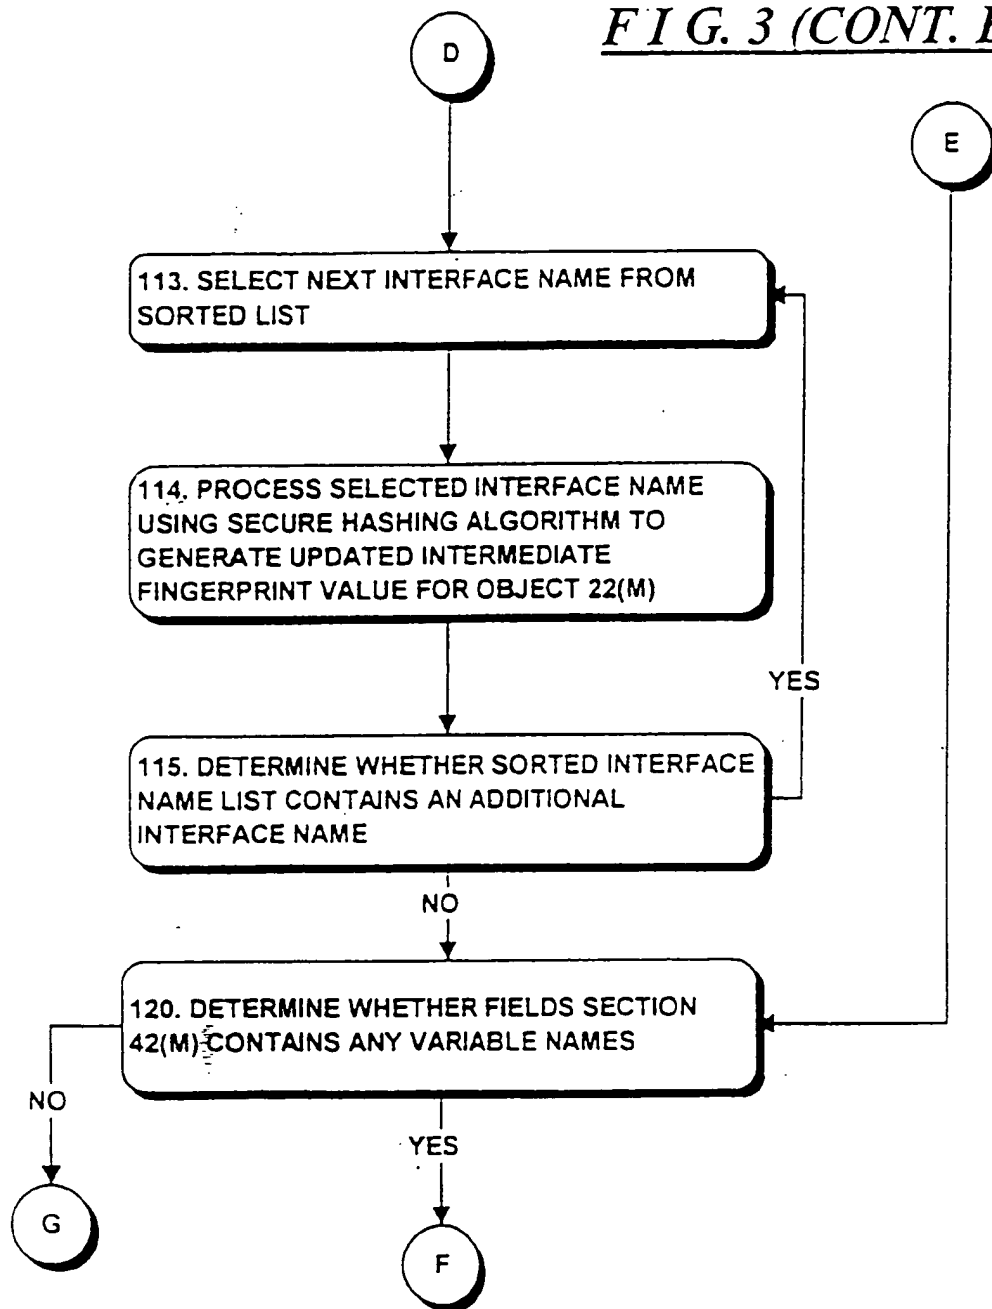 F I G. 3 (CONT. 
D
E
113. SELECT NEXT INTERFACE NAME FROM
SORTED LIST
114. PROCESS SELECTED INTERFACE NAME
USING SECURE HASHING ALGORITHM TO
GENERATE UPDATED INTERMEDIATE
FINGERPRINT VALUE FOR OBJECT 22(M)
YES
115. DETERMINE WHETHER SORTED INTERFACE
NAME LIST CONTAINS AN ADDITIONAL
INTERFACE NAME
NO
120. DETERMINE WHETHER FIELDS SECTION
42(M) CONTAINS ANY VARIABLE NAMES
NO
YES
G
F